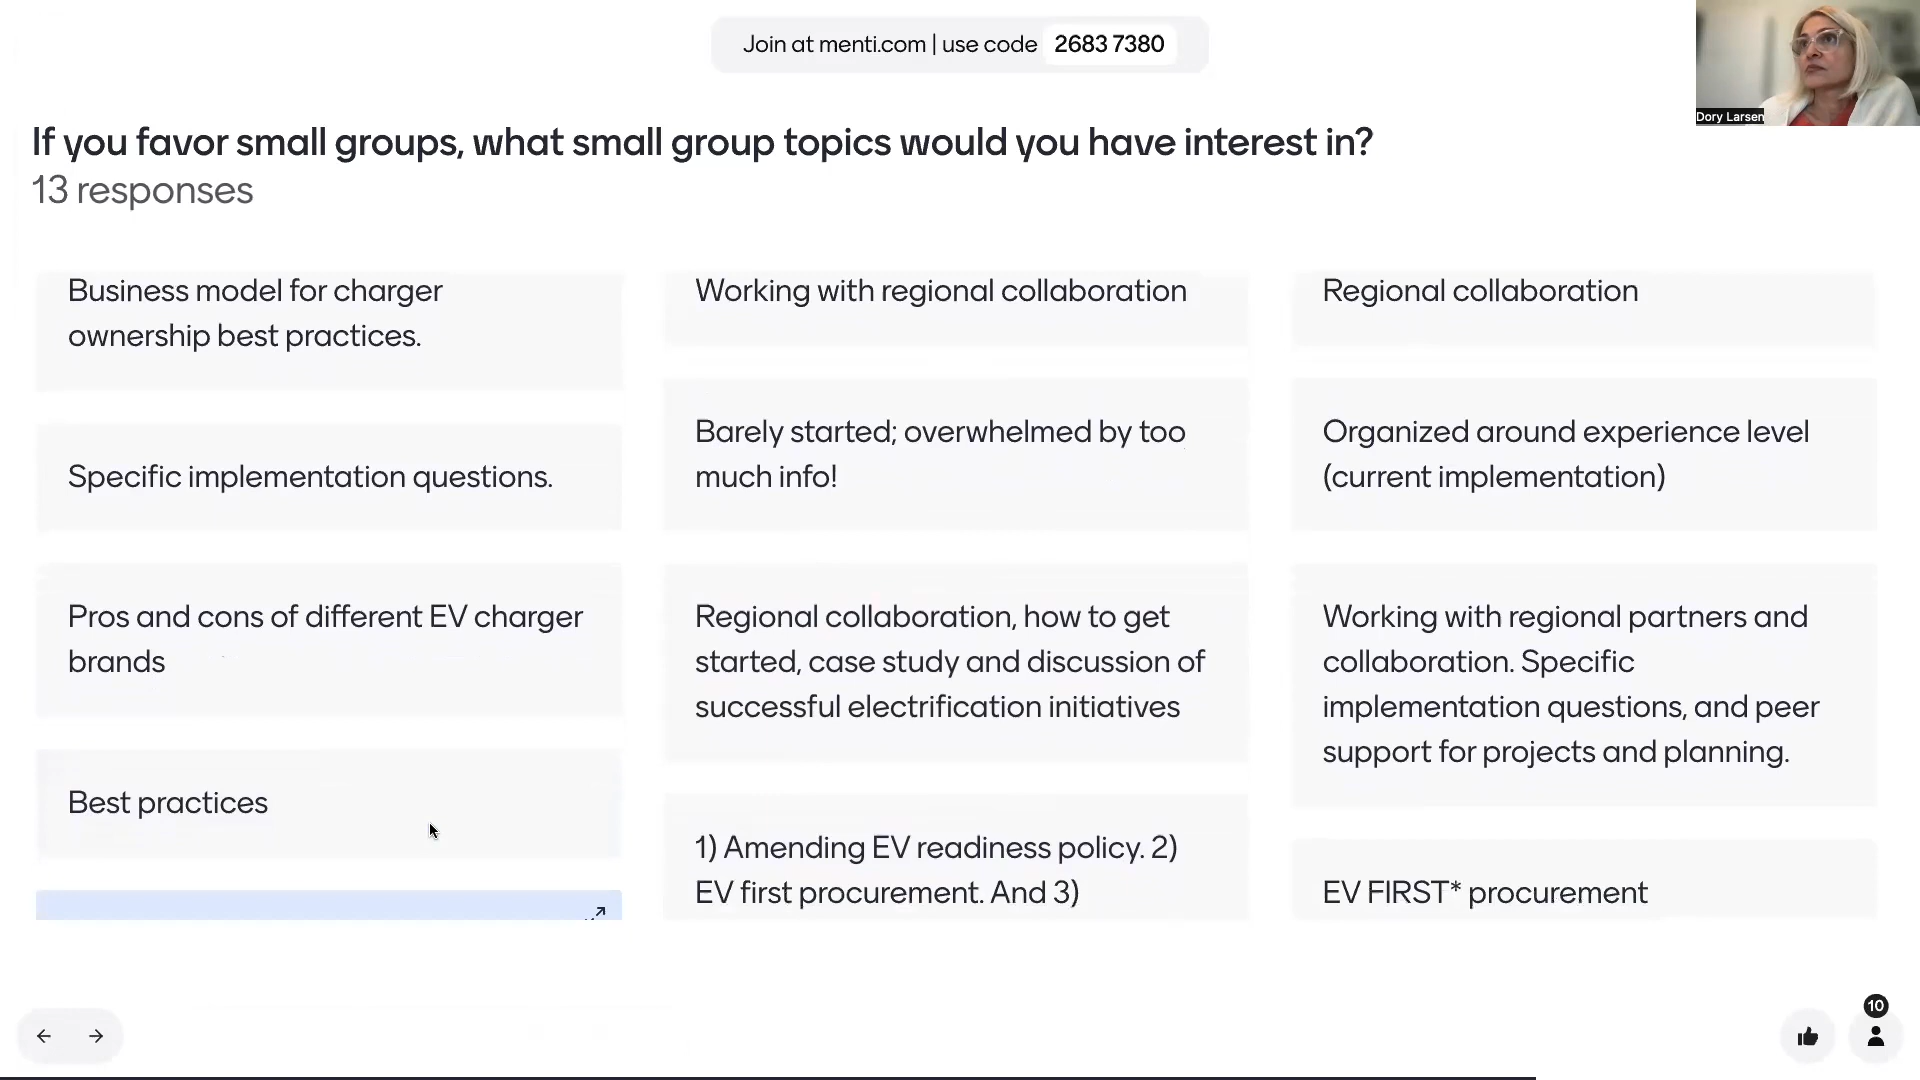 Join at menti.com | use code 2683 7380
Dory Larsen
If you favor small groups, what small group topics would you have interest in?
13 responses
Business model for charger
ownership best practices.
Specific implementation questions.
Pros and cons of different EV charger
brands
Best practices
Working with regional collaboration
Barely started; overwhelmed by too
much info!
Regional collaboration, how to get
started, case study and discussion of
successful electrification initiatives
1) Amending EV readiness policy. 2)
EV first procurement. And 3)
Regional collaboration
Organized around experience level
(current implementation)
Working with regional partners and
collaboration. Specific
implementation questions, and peer
support for projects and planning.
EV FIRST* procurement
10